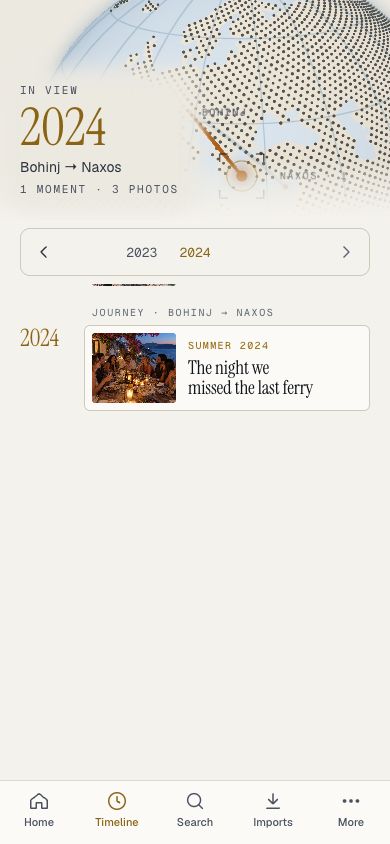 IN VIEW
2024
Bohinj → Naxos
1 MOMENT · 3 PHOTOS
BOHINJ
NAXOS
2023 2024
JOURNEY · BOHINJ → NAXOS
2024
SUMMER 2024
The night we
missed the last ferry
Home Timeline Search Imports More